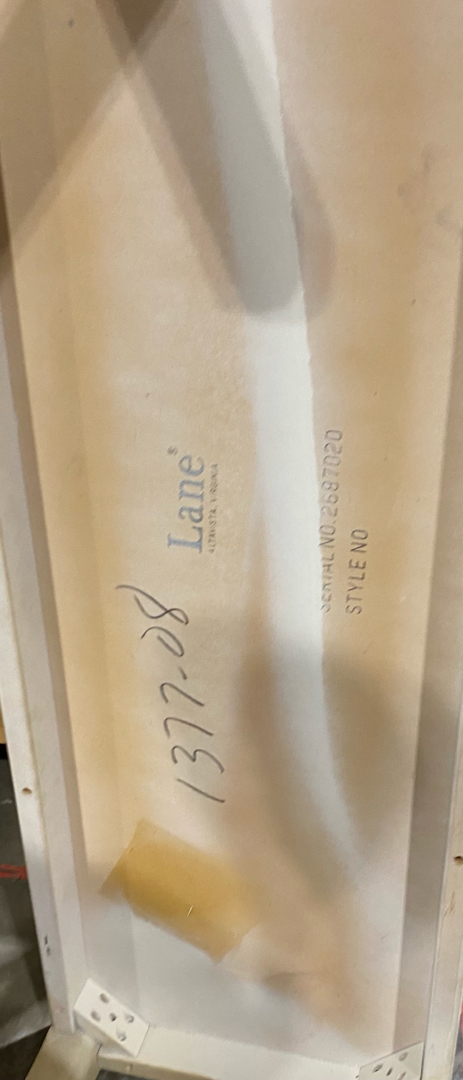 1377-08
Lane®
ALTAVISTA, VIRGINIA
SERIAL NO. 2687020
STYLE NO